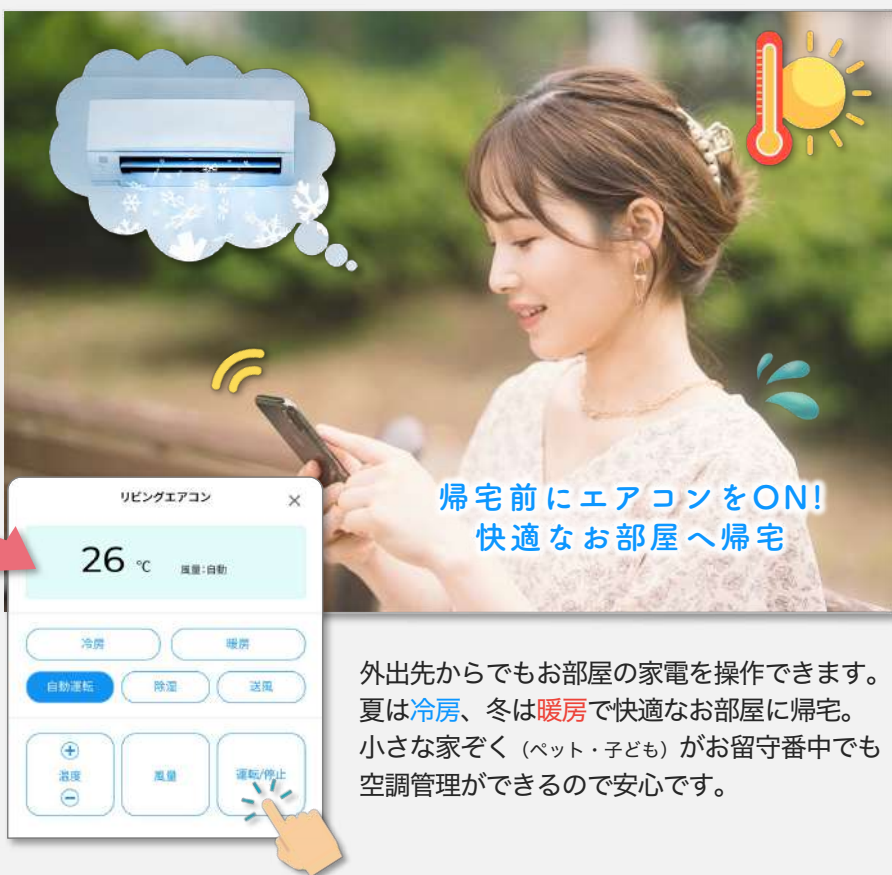 帰宅前にエアコンをON!
快適なお部屋へ帰宅
リビングエアコン ×
26 ℃ 風量:自動
冷房 暖房
自動運転 除湿 送風
+
温度 風量 運転/停止
−
外出先からでもお部屋の家電を操作できます。
夏は冷房、冬は暖房で快適なお部屋に帰宅。
小さな家ぞく(ペット・子ども)がお留守番中でも
空調管理ができるので安心です。